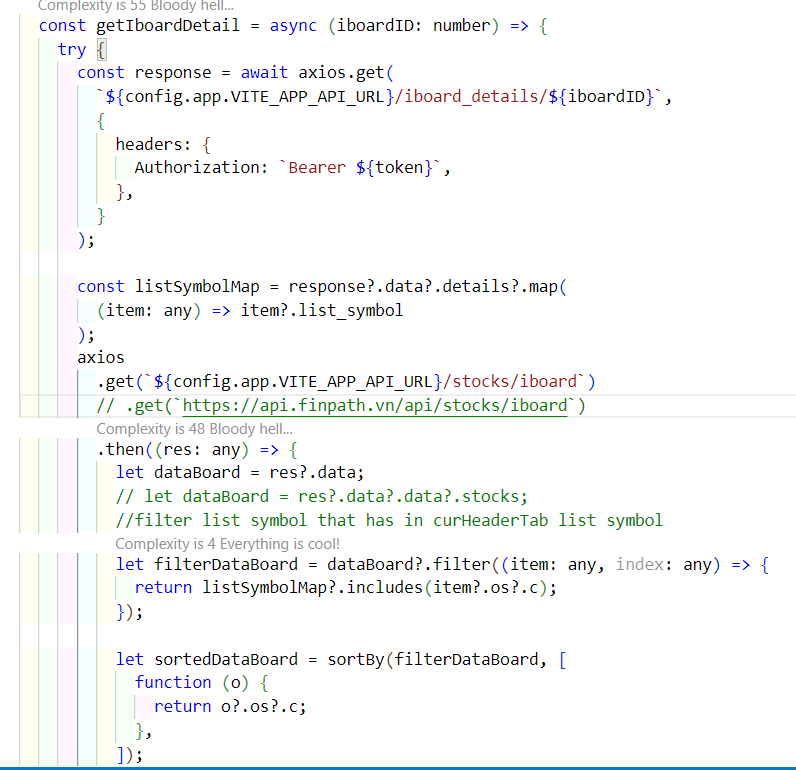 Complexity is 55 Bloody hell...
const getIboardDetail = async (iboardID: number) => {
try {
const response = await axios.get(
`${config.app.VITE_APP_API_URL}/iboard_details/${iboardID}`,
{
headers: {
Authorization: `Bearer ${token}`,
},
}
);
const listSymbolMap = response?.data?.details?.map(
(item: any) => item?.list_symbol
);
axios
.get(`${config.app.VITE_APP_API_URL}/stocks/iboard`)
// .get(`https://api.finpath.vn/api/stocks/iboard`)
Complexity is 48 Bloody hell...
.then((res: any) => {
let dataBoard = res?.data;
// let dataBoard = res?.data?.data?.stocks;
//filter list symbol that has in curHeaderTab list symbol
Complexity is 4 Everything is cool!
let filterDataBoard = dataBoard?.filter((item: any, index: any) => {
return listSymbolMap?.includes(item?.os?.c);
});
let sortedDataBoard = sortBy(filterDataBoard, [
function (o) {
return o?.os?.c;
},
]);